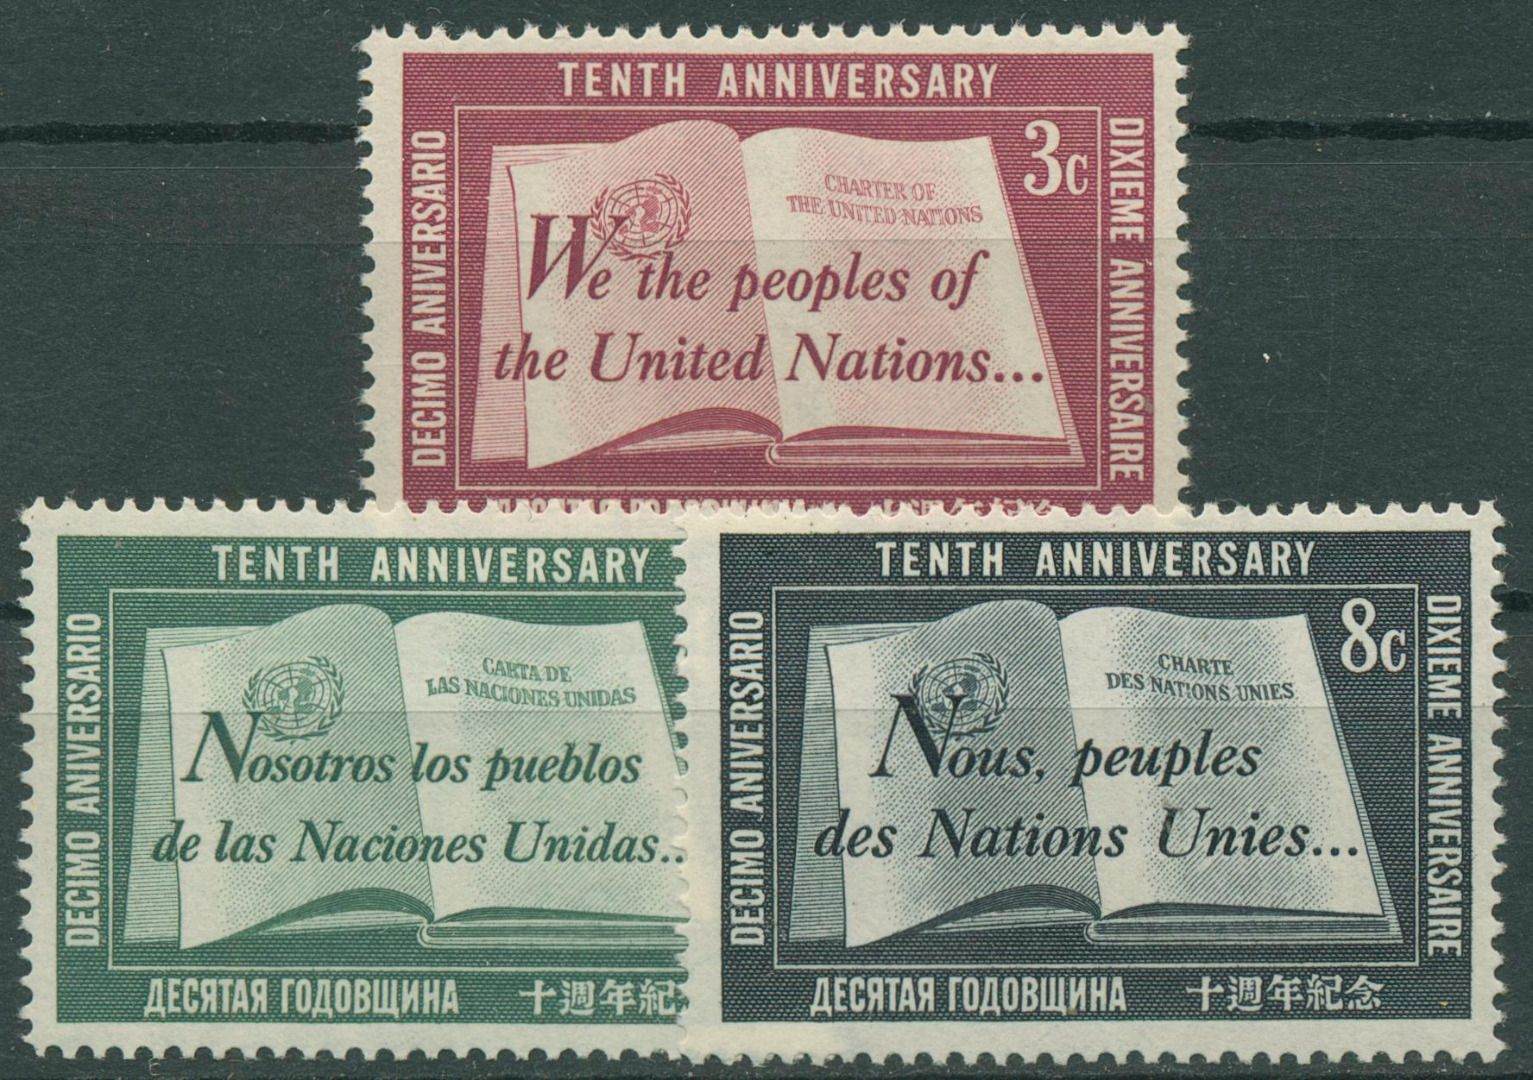 TENTH ANNIVERSARY
DECIMO ANIVERSARIO
DIXIEME ANNIVERSAIRE
3c
CHARTER OF
THE UNITED NATIONS
We the peoples of
the United Nations...
TENTH ANNIVERSARY
DECIMO ANIVERSARIO
CARTA DE
LAS NACIONES UNIDAS
Nosotros los pueblos
de las Naciones Unidas..
ДЕСЯТАЯ ГОДОВЩИНА 十週年紀
TENTH ANNIVERSARY
DECIMO ANIVERSARIO
DIXIEME ANNIVERSAIRE
8c
CHARTE
DES NATIONS UNIES
Nous, peuples
des Nations Unies...
ДЕСЯТАЯ ГОДОВЩИНА 十週年紀念